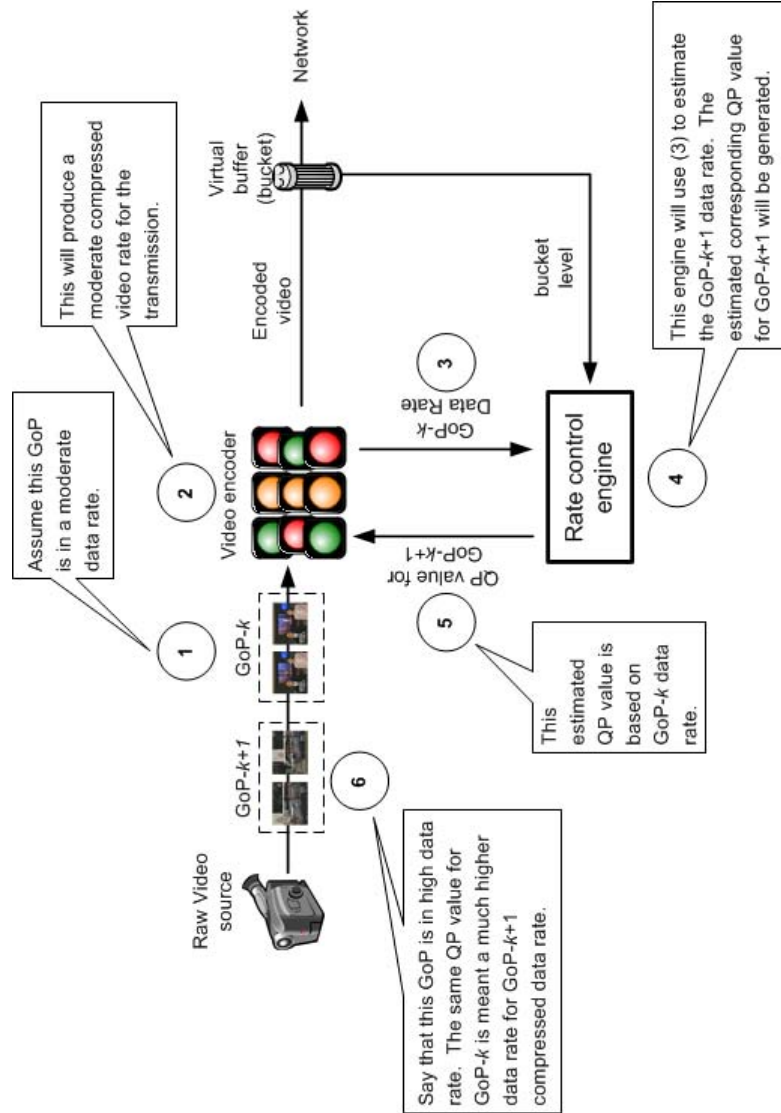 Assume this GoP
is in a moderate
data rate.
This will produce a
moderate compressed
video rate for the
transmission.
1
2
Raw Video
source
GoP-k+1
GoP-k
Video encoder
Encoded
video
Virtual
buffer
(bucket)
Network
6
5
QP value for
GoP-k+1
GoP-k
Data Rate
3
bucket
level
Rate control
engine
4
Say that this GoP is in high data
rate. The same QP value for
GoP-k is meant a much higher
data rate for GoP-k+1
compressed data rate.
This
estimated
QP value is
based on
GoP-k data
rate.
This engine will use (3) to estimate
the GoP-k+1 data rate. The
estimated corresponding QP value
for GoP-k+1 will be generated.